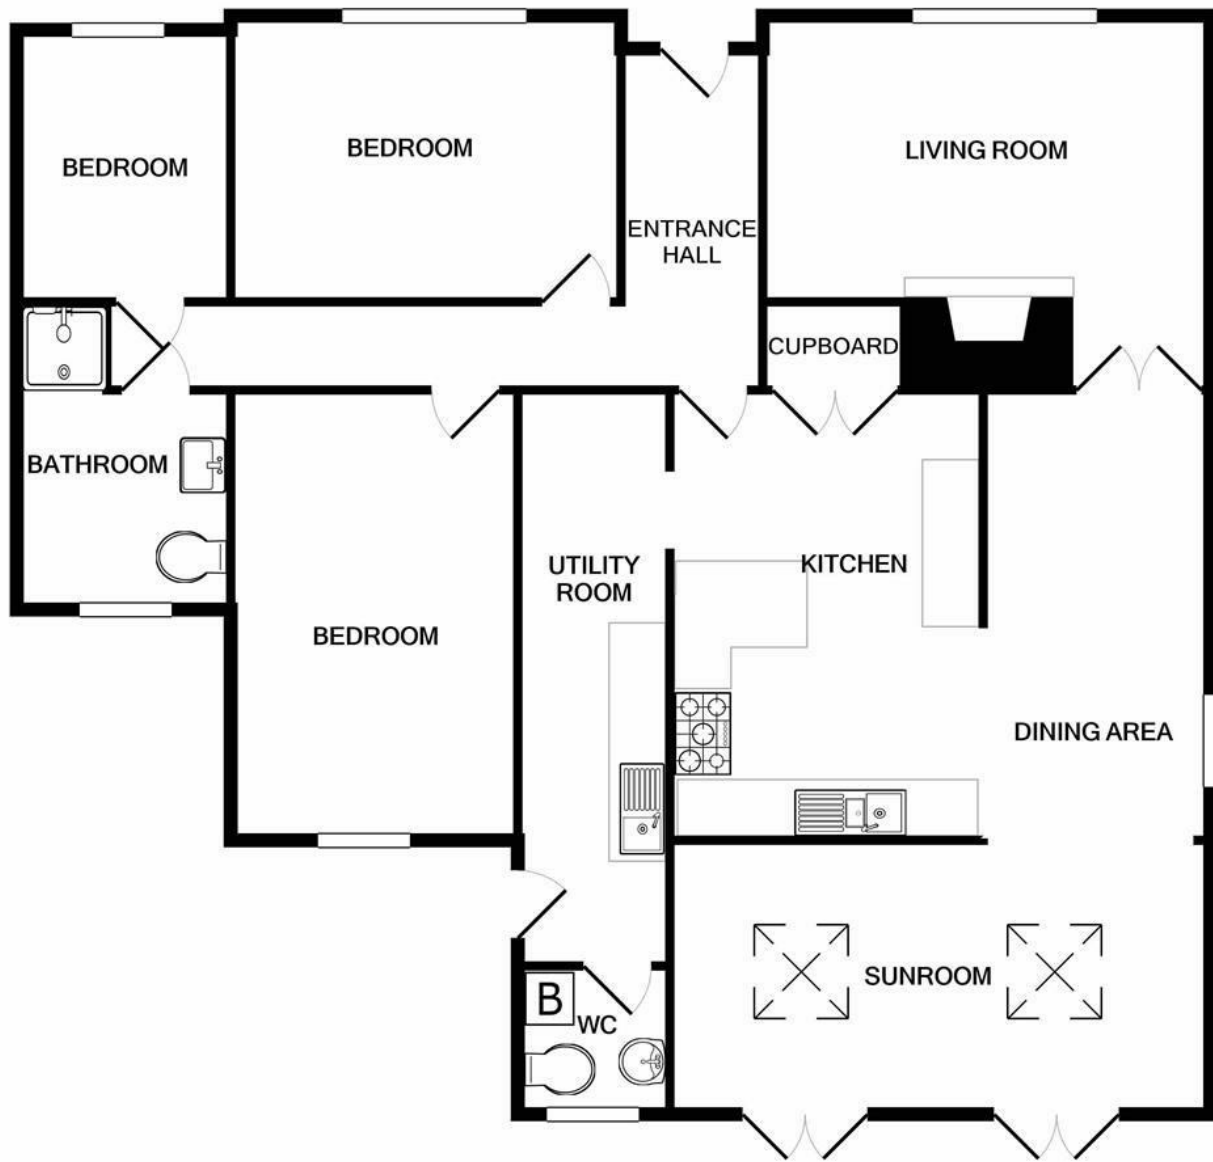 BEDROOM
BEDROOM
LIVING ROOM
ENTRANCE
HALL
CUPBOARD
BATHROOM
BEDROOM
UTILITY
ROOM
KITCHEN
DINING AREA
SUNROOM
B
WC